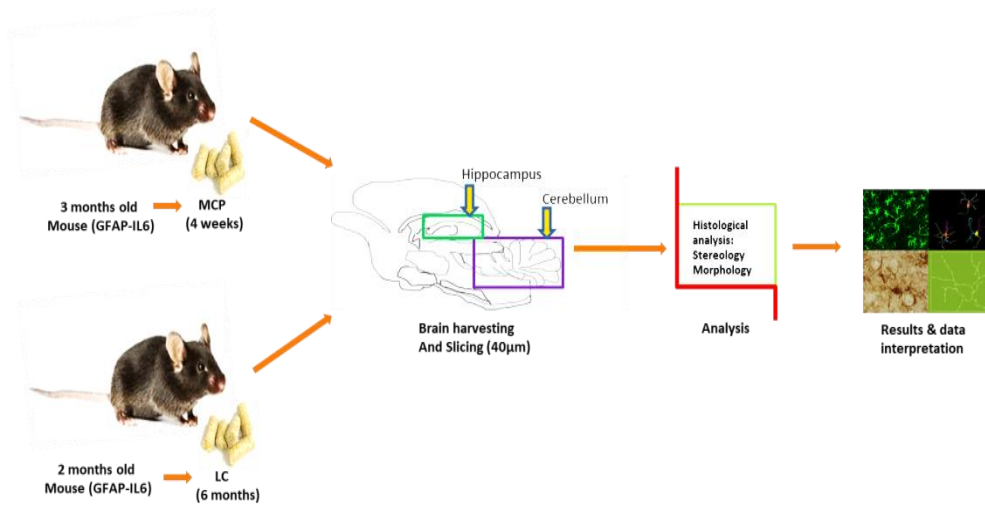 3 months old
Mouse (GFAP-IL6)
MCP
(4 weeks)
2 months old
Mouse (GFAP-IL6)
LC
(6 months)
Hippocampus
Cerebellum
Brain harvesting
And Slicing (40µm)
Histological
analysis:
Stereology
Morphology
Analysis
Results & data
interpretation